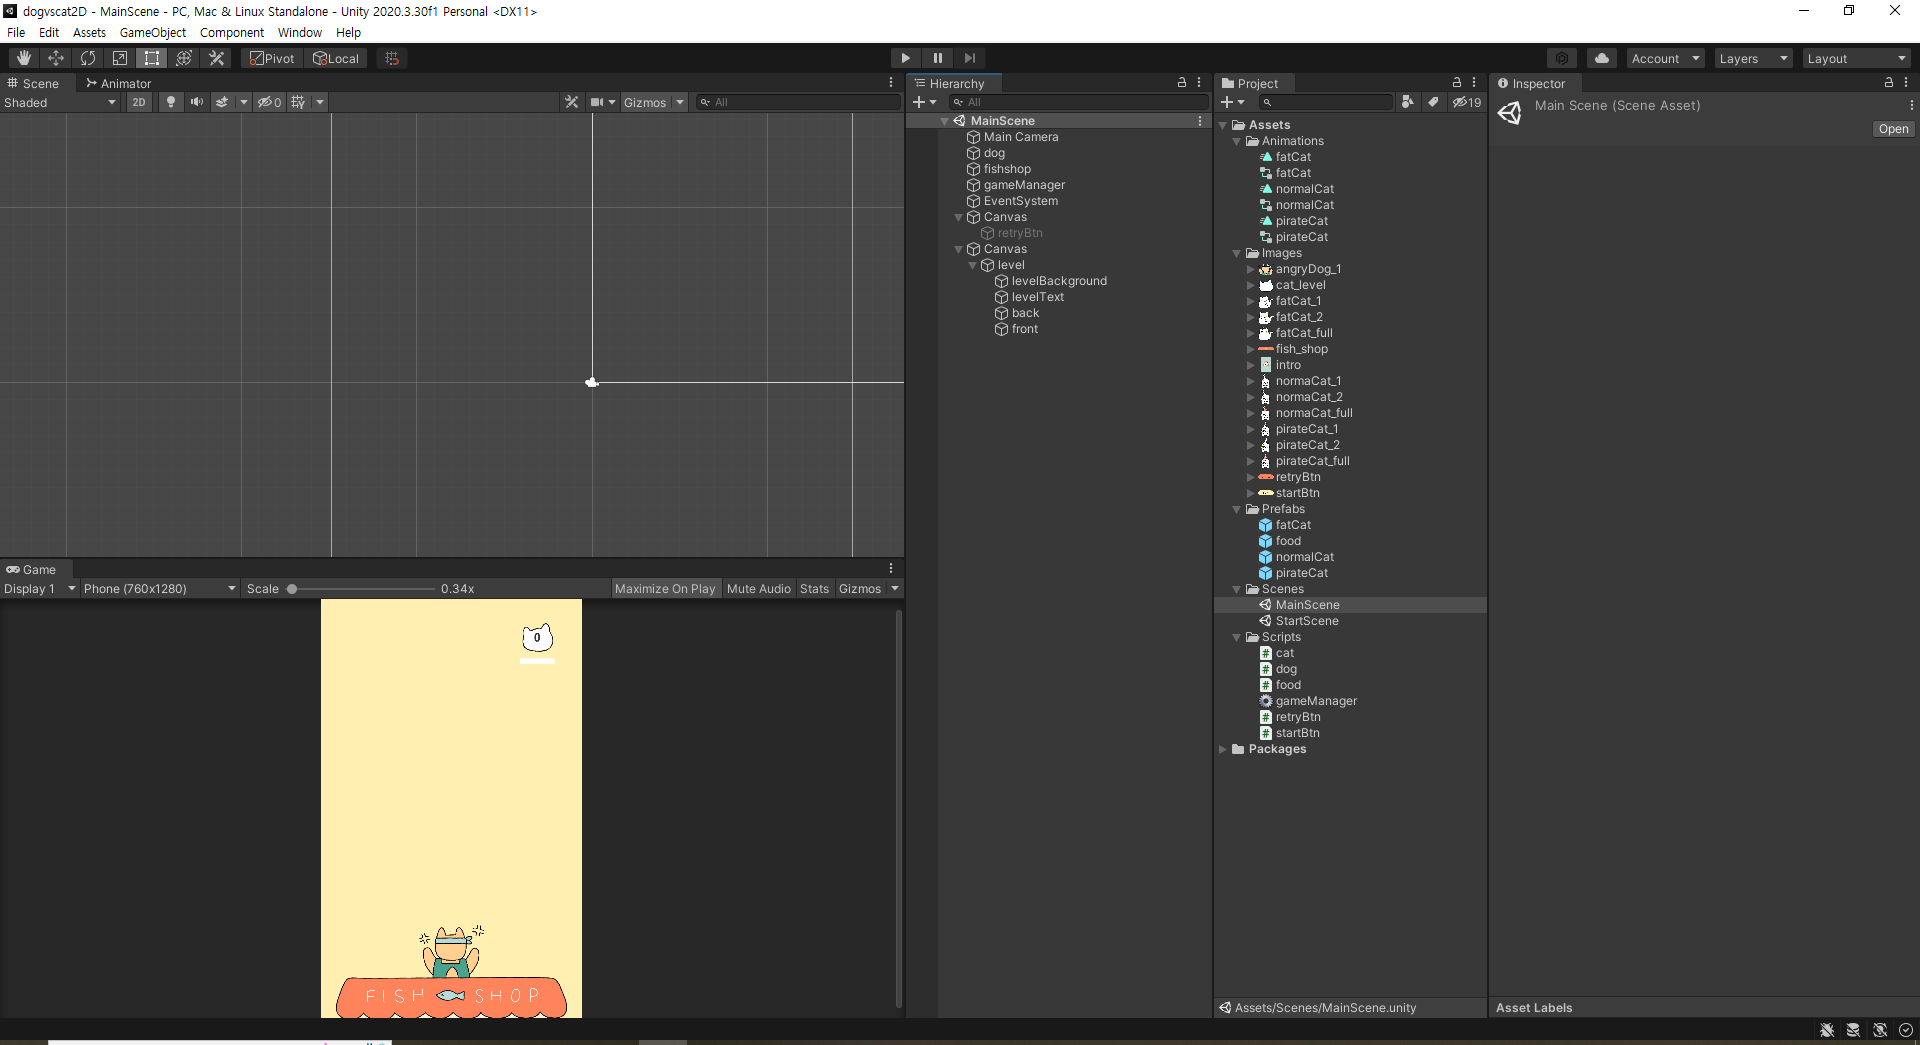 dogvscat2D - MainScene - PC, Mac & Linux Standalone - Unity 2020.3.30f1 Personal <DX11>
File Edit Assets GameObject Component Window Help
Pivot Local Account Layers Layout
Scene Animator
Shaded 2D 0 Gizmos All
Game
Display 1 Phone (760x1280) Scale 0.34x Maximize On Play Mute Audio Stats Gizmos
0
FISH SHOP
Hierarchy
All
MainScene
Main Camera
dog
fishshop
gameManager
EventSystem
Canvas
retryBtn
Canvas
level
levelBackground
levelText
back
front
Project
19
Assets
Animations
fatCat
fatCat
normalCat
normalCat
pirateCat
pirateCat
Images
angryDog_1
cat_level
fatCat_1
fatCat_2
fatCat_full
fish_shop
intro
normaCat_1
normaCat_2
normaCat_full
pirateCat_1
pirateCat_2
pirateCat_full
retryBtn
startBtn
Prefabs
fatCat
food
normalCat
pirateCat
Scenes
MainScene
StartScene
Scripts
cat
dog
food
gameManager
retryBtn
startBtn
Packages
Assets/Scenes/MainScene.unity
Inspector
Main Scene (Scene Asset)
Open
Asset Labels